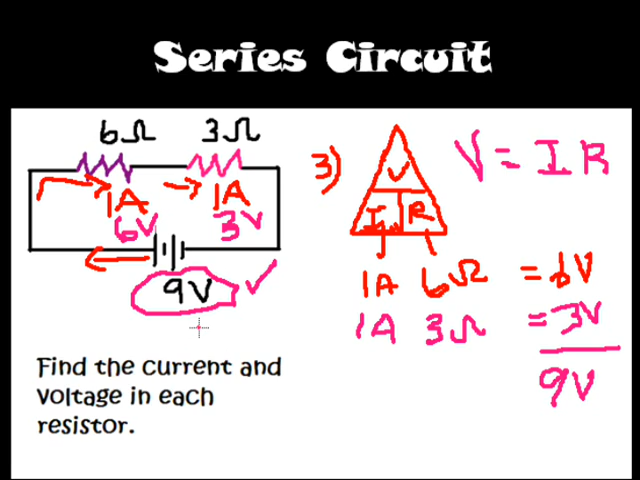 Series Circuit
6Ω 3Ω
1A 1A
6V 3V
9V
Find the current and
voltage in each
resistor.
3)
V
I R
V = I R
1A 6Ω = 6V
1A 3Ω = 3V
9V